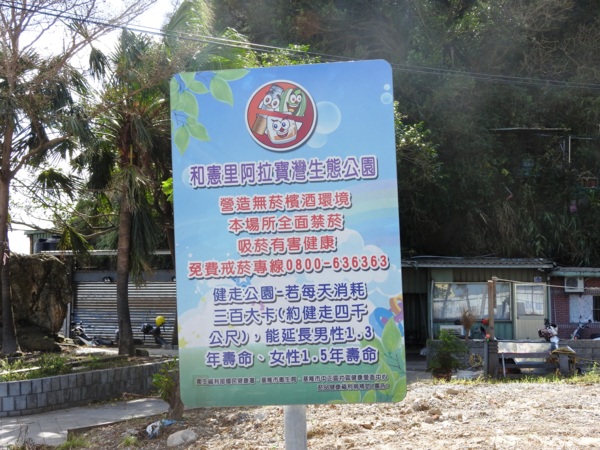 和憲里阿拉寶灣生態公園
營造無菸檳酒環境
本場所全面禁菸
吸菸有害健康
免費戒菸專線0800-636363
健走公園-若每天消耗
三百大卡(約健走四千
公尺)，能延長男性1.3
年壽命、女性1.5年壽命